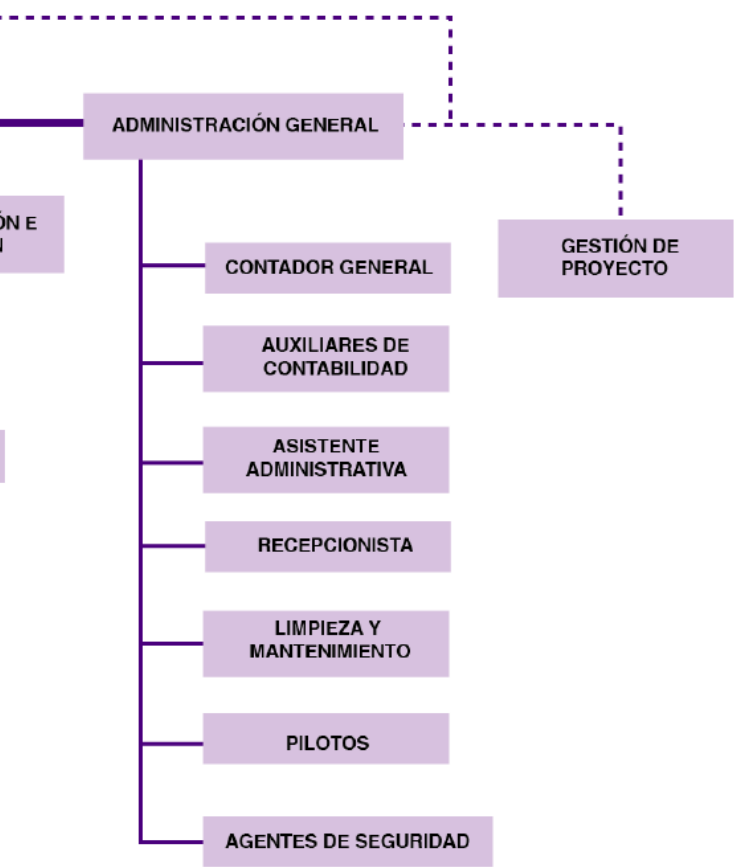 ADMINISTRACIÓN GENERAL
ÓN E
N
GESTIÓN DE
PROYECTO
CONTADOR GENERAL
AUXILIARES DE
CONTABILIDAD
ASISTENTE
ADMINISTRATIVA
RECEPCIONISTA
LIMPIEZA Y
MANTENIMIENTO
PILOTOS
AGENTES DE SEGURIDAD